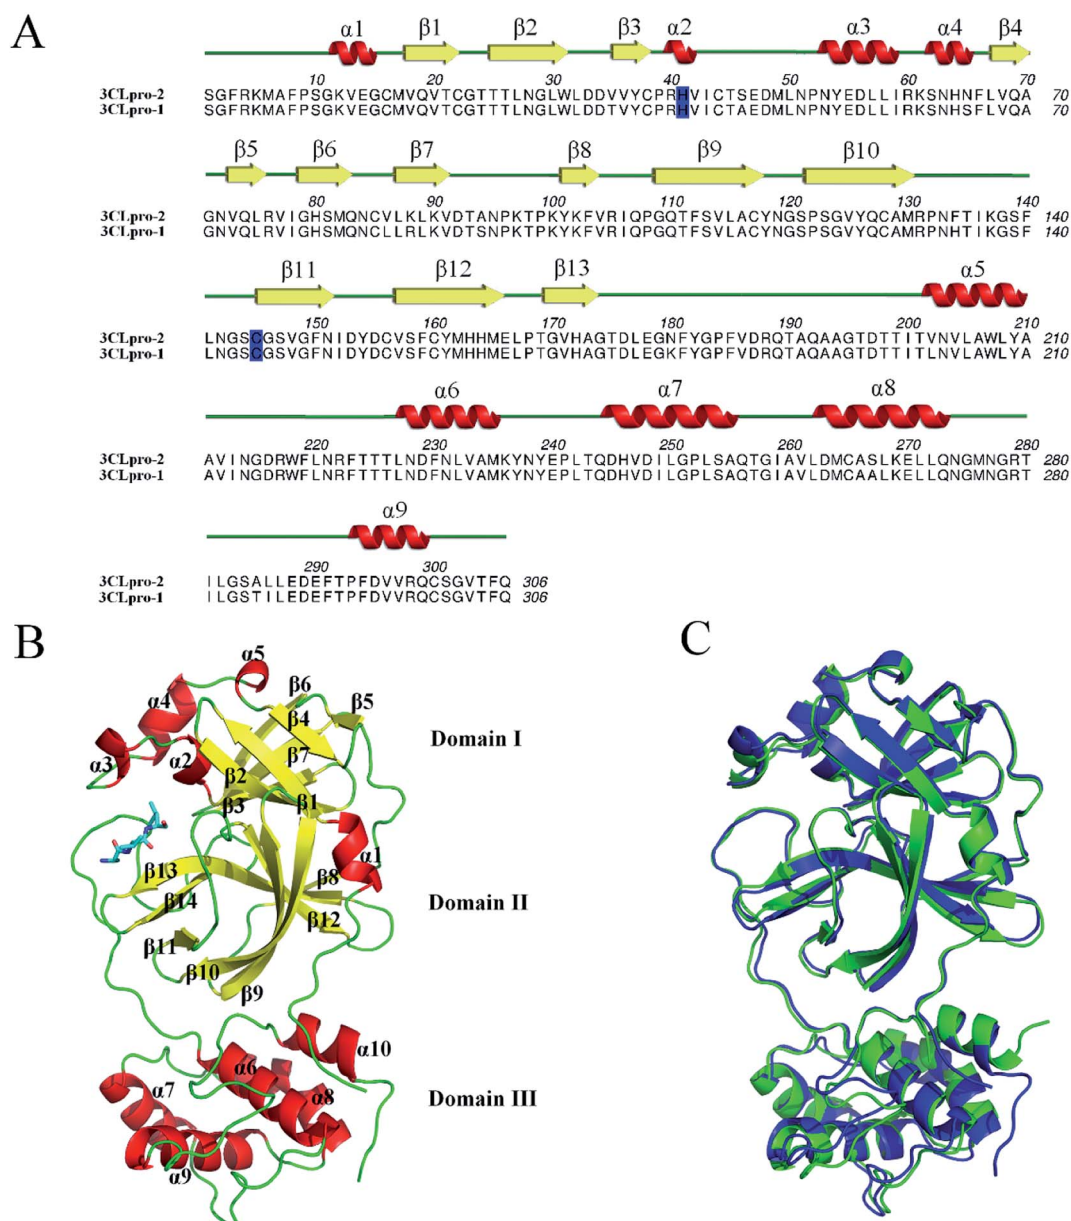 A
α1 β1 β2 β3 α2 α3 α4 β4
10 20 30 40 50 60 70
3CLpro-2 SGFRKMAFPSGKVEGCMVQVTCGTTTLNGLWLDDVVYCPRHVICTSEDMLNPNYEDLLIRKSNHNFLVQA 70
3CLpro-1 SGFRKMAFPSGKVEGCMVQVTCGTTTLNGLWLDDTVYCPRHVICTAEDMLNPNYEDLLIRKSNHSFLVQA 70
β5 β6 β7 β8 β9 β10
80 90 100 110 120 130 140
3CLpro-2 GNVQLRVIGHSMQNCVLKLKVDTANPKTPKYKFVRIQPGQTFSVLACYNGSPSGVYQCAMRPNFTIKGSF 140
3CLpro-1 GNVQLRVIGHSMQNCLLRLKVDTSNPKTPKYKFVRIQPGQTFSVLACYNGSPSGVYQCAMRPNHTIKGSF 140
β11 β12 β13 α5
150 160 170 180 190 200 210
3CLpro-2 LNGSCGSVGFNIDYDCVSFCYMHHMELPTGVHAGTDLEGNFYGPFVDRQTAQAAGTDTTITVNVLAWLYA 210
3CLpro-1 LNGSCGSVGFNIDYDCVSFCYMHHMELPTGVHAGTDLEGKFYGPFVDRQTAQAAGTDTTITLNVLAWLYA 210
α6 α7 α8
220 230 240 250 260 270 280
3CLpro-2 AVINGDRWFLNRFTTTLNDFNLVAMKYNYEPLTQDHVDILGPLSAQTGIAVLDMCASLKELLQNGMNGRT 280
3CLpro-1 AVINGDRWFLNRFTTTLNDFNLVAMKYNYEPLTQDHVDILGPLSAQTGIAVLDMCAALKELLQNGMNGRT 280
α9
290 300
3CLpro-2 ILGSALLEDEFTPFDVVRQCSGVTFQ 306
3CLpro-1 ILGSTILEDEFTPFDVVRQCSGVTFQ 306
B
α5
β6
α4 β4 β5
Domain I
α3 α2 β2 β7
β3 β1
α1
β13 β8
β14 β12
Domain II
β11
β10
β9
α6 α10
α7 α8
Domain III
α9
C